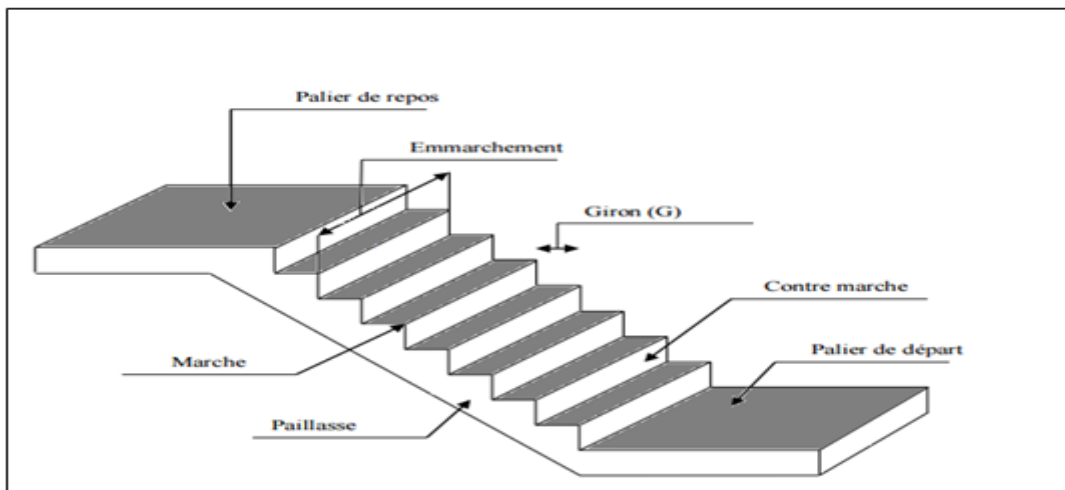 Palier de repos
Emmarchement
Giron (G)
Contre marche
Palier de départ
Marche
Paillasse